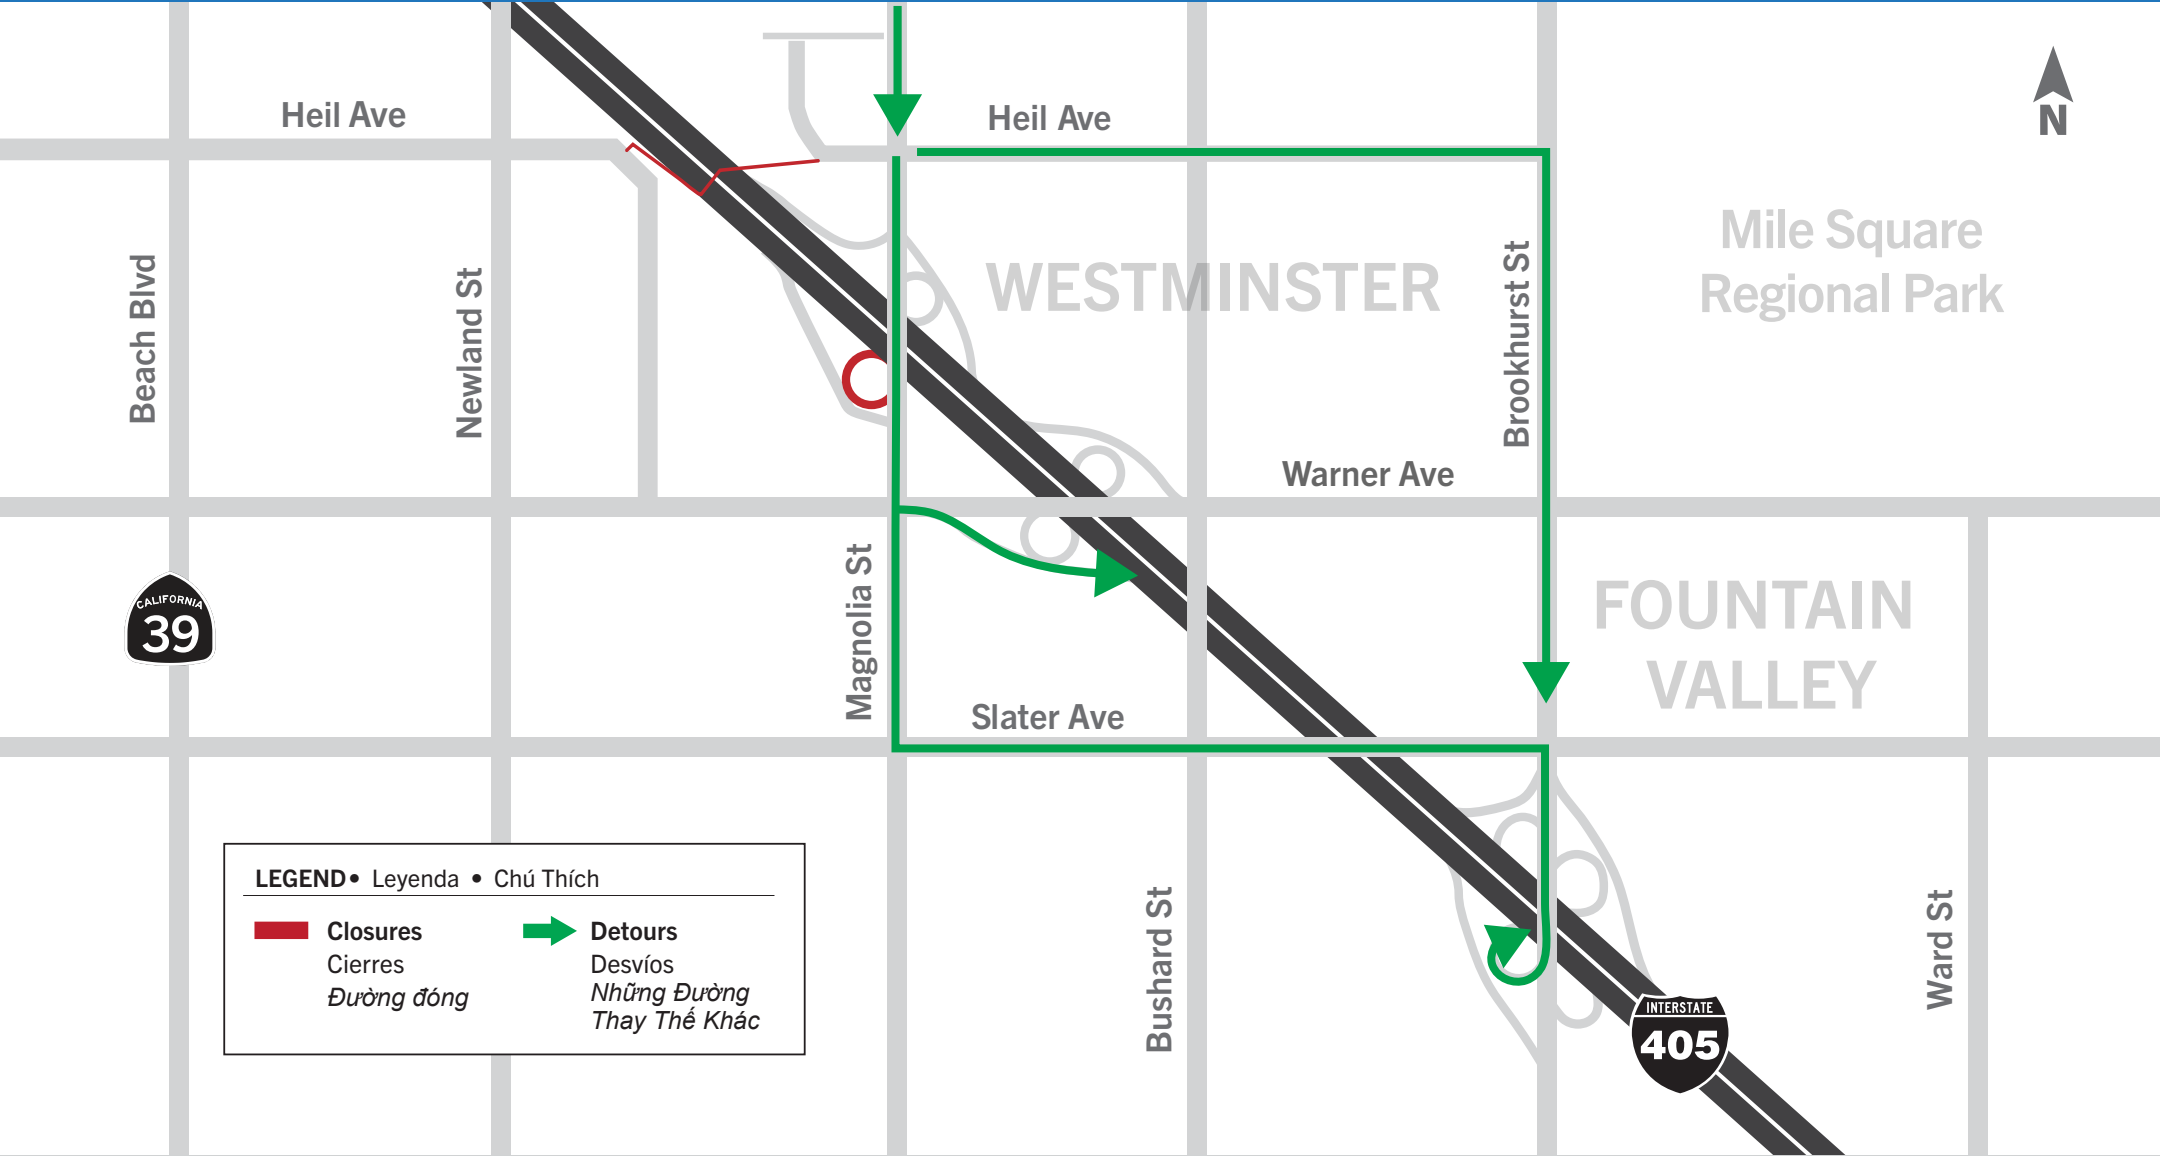 Heil Ave
Heil Ave
N
Mile Square
Regional Park
WESTMINSTER
Beach Blvd
Newland St
Brookhurst St
Warner Ave
CALIFORNIA
39
Magnolia St
FOUNTAIN
VALLEY
Slater Ave
LEGEND • Leyenda • Chú Thích
Closures
Cierres
Đường đóng
Detours
Desvíos
Những Đường
Thay Thế Khác
Bushard St
Ward St
INTERSTATE
405